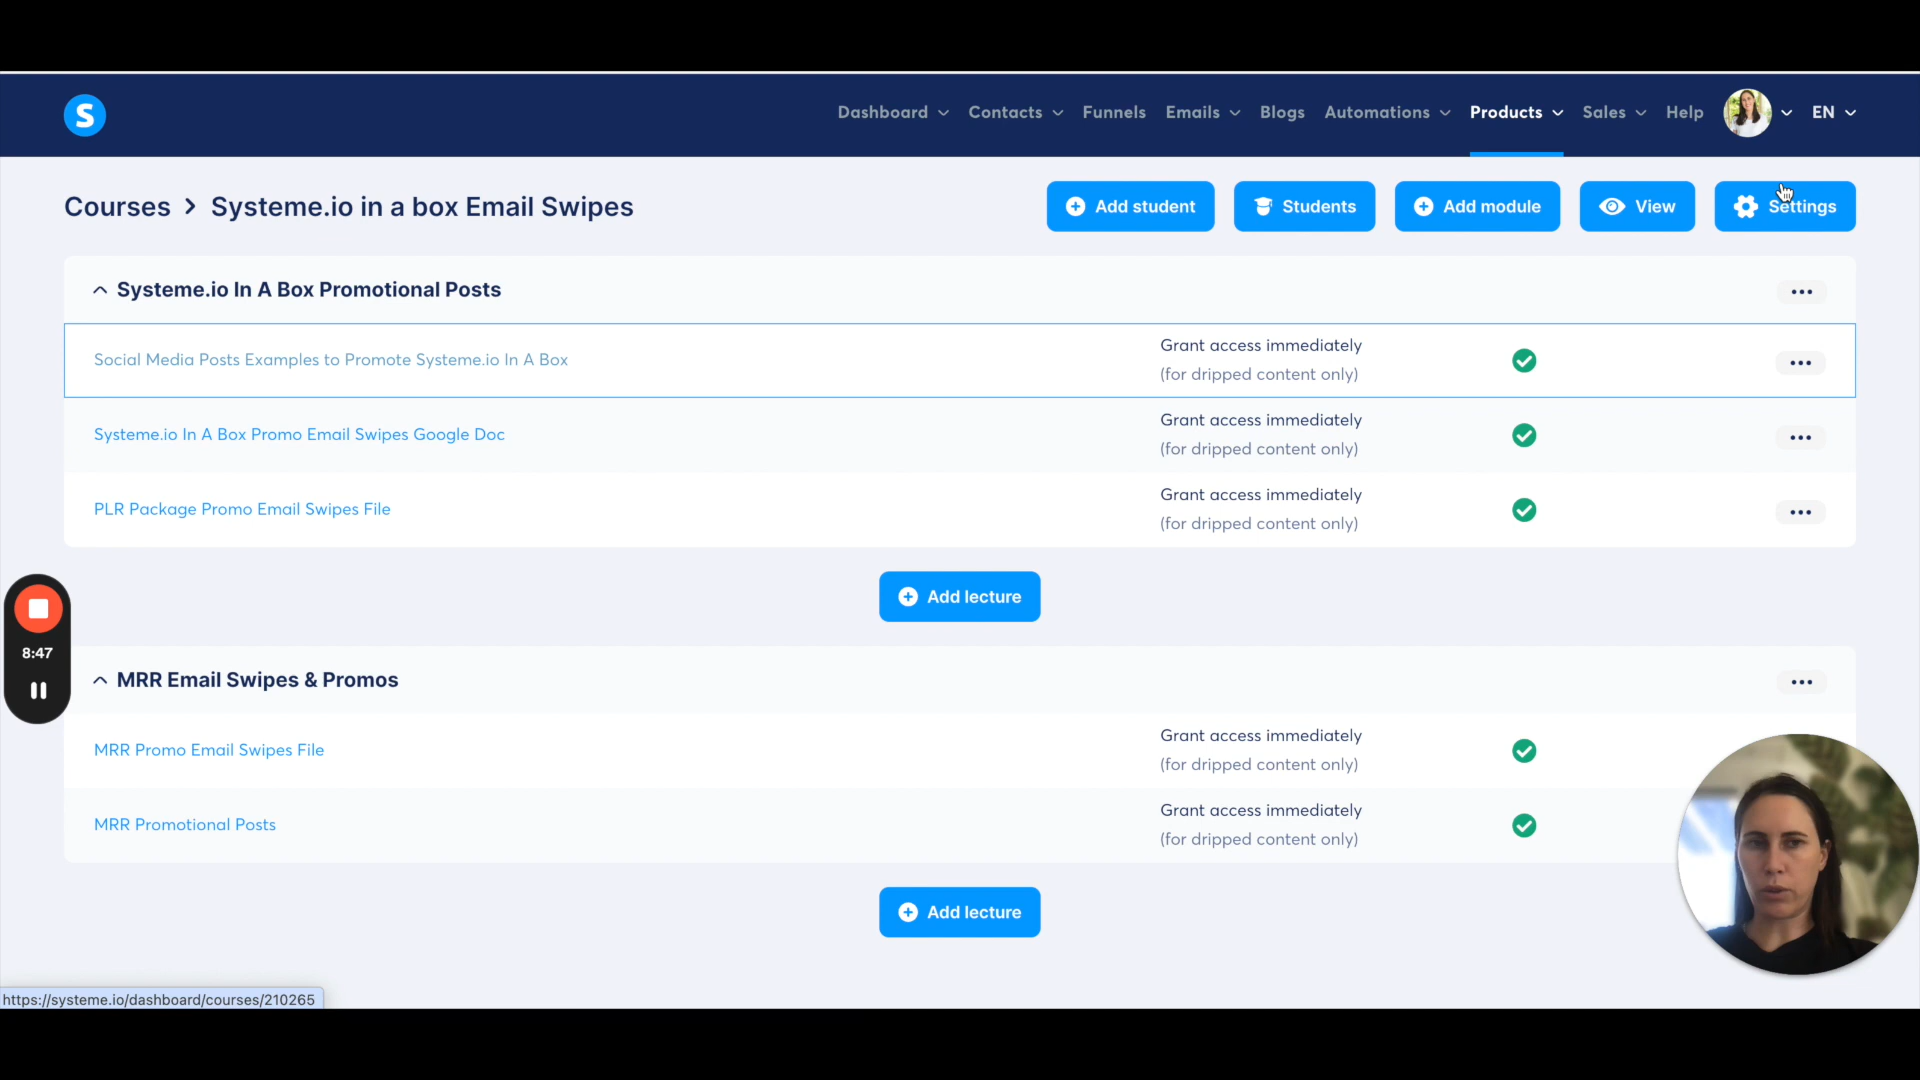 S
Dashboard Contacts Funnels Emails Blogs Automations Products Sales Help EN
Courses > Systeme.io in a box Email Swipes
Add student Students Add module View Settings
Systeme.io In A Box Promotional Posts
Social Media Posts Examples to Promote Systeme.io In A Box
Grant access immediately
(for dripped content only)
Systeme.io In A Box Promo Email Swipes Google Doc
Grant access immediately
(for dripped content only)
PLR Package Promo Email Swipes File
Grant access immediately
(for dripped content only)
Add lecture
8:47
MRR Email Swipes & Promos
MRR Promo Email Swipes File
Grant access immediately
(for dripped content only)
MRR Promotional Posts
Grant access immediately
(for dripped content only)
Add lecture
https://systeme.io/dashboard/courses/210265